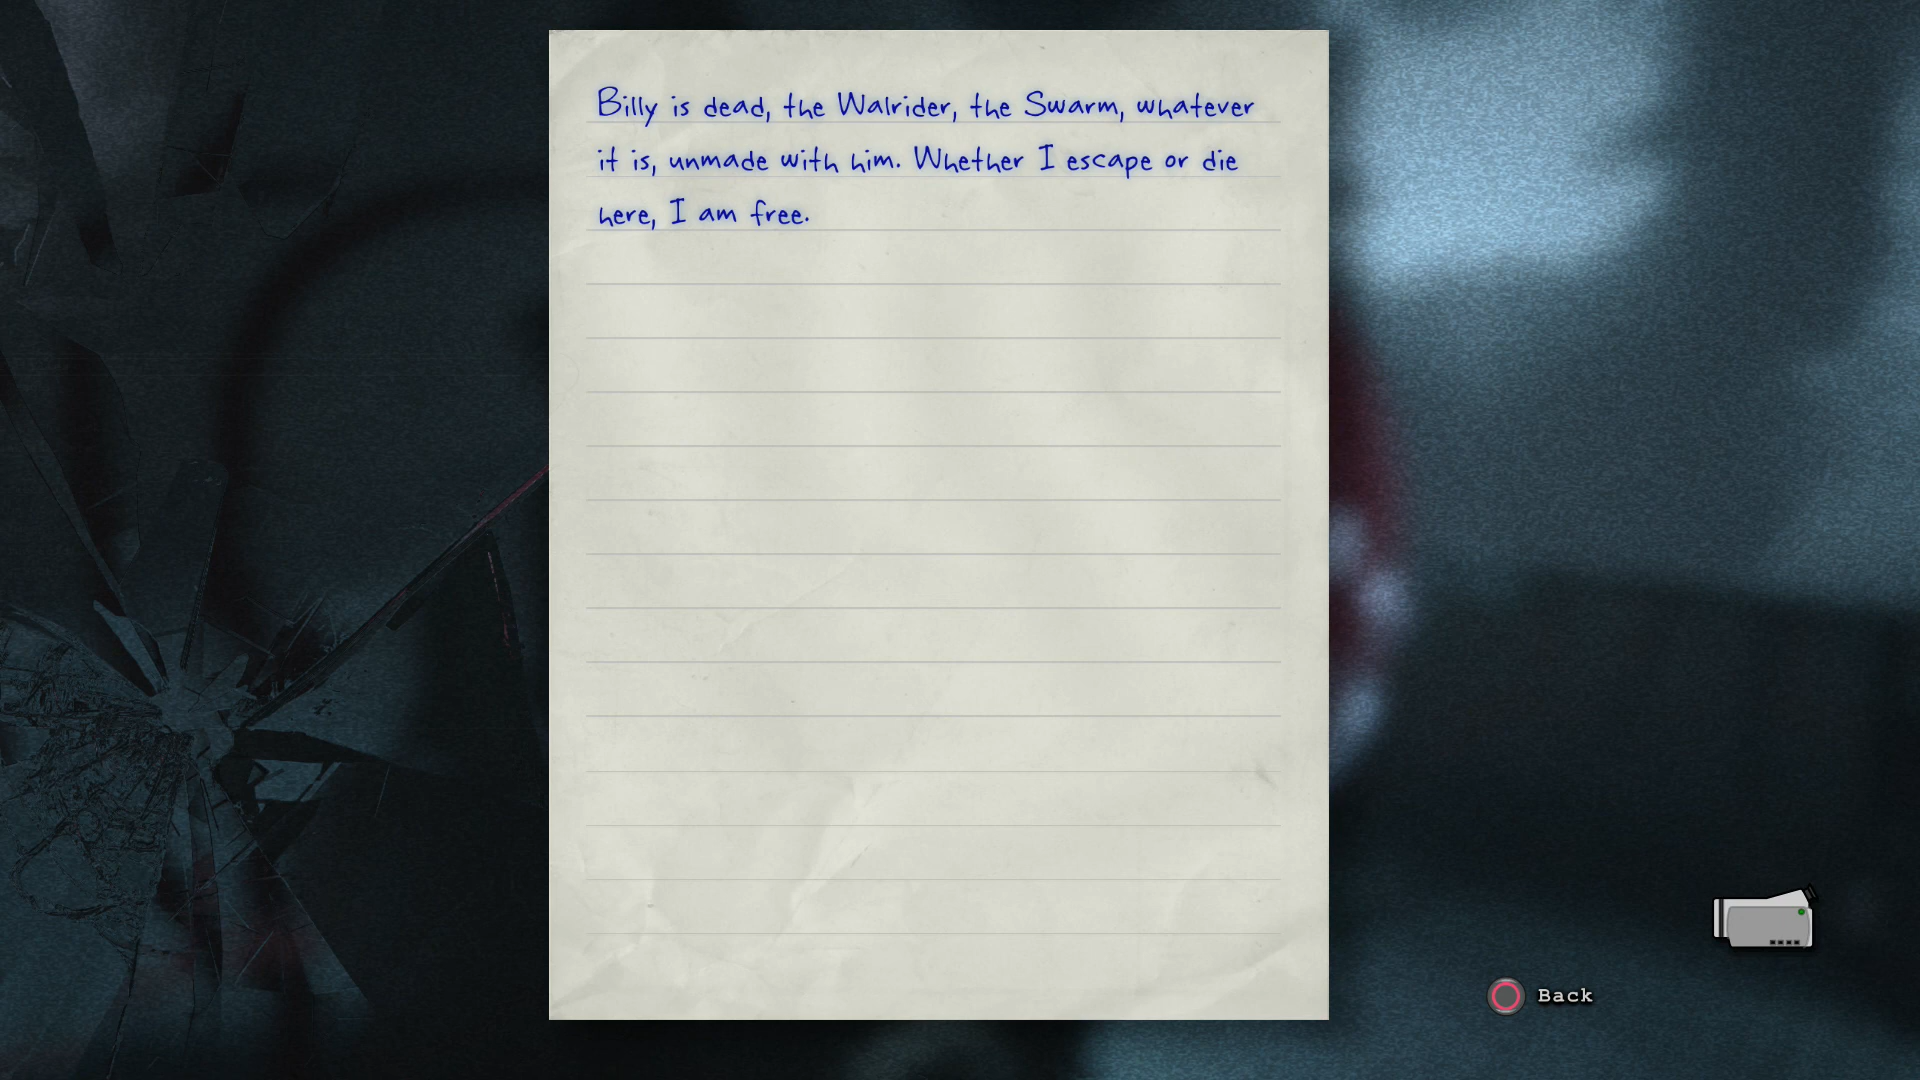 Billy is dead, the Walrider, the Swarm, whatever
it is, unmade with him. Whether I escape or die
here, I am free.
Back